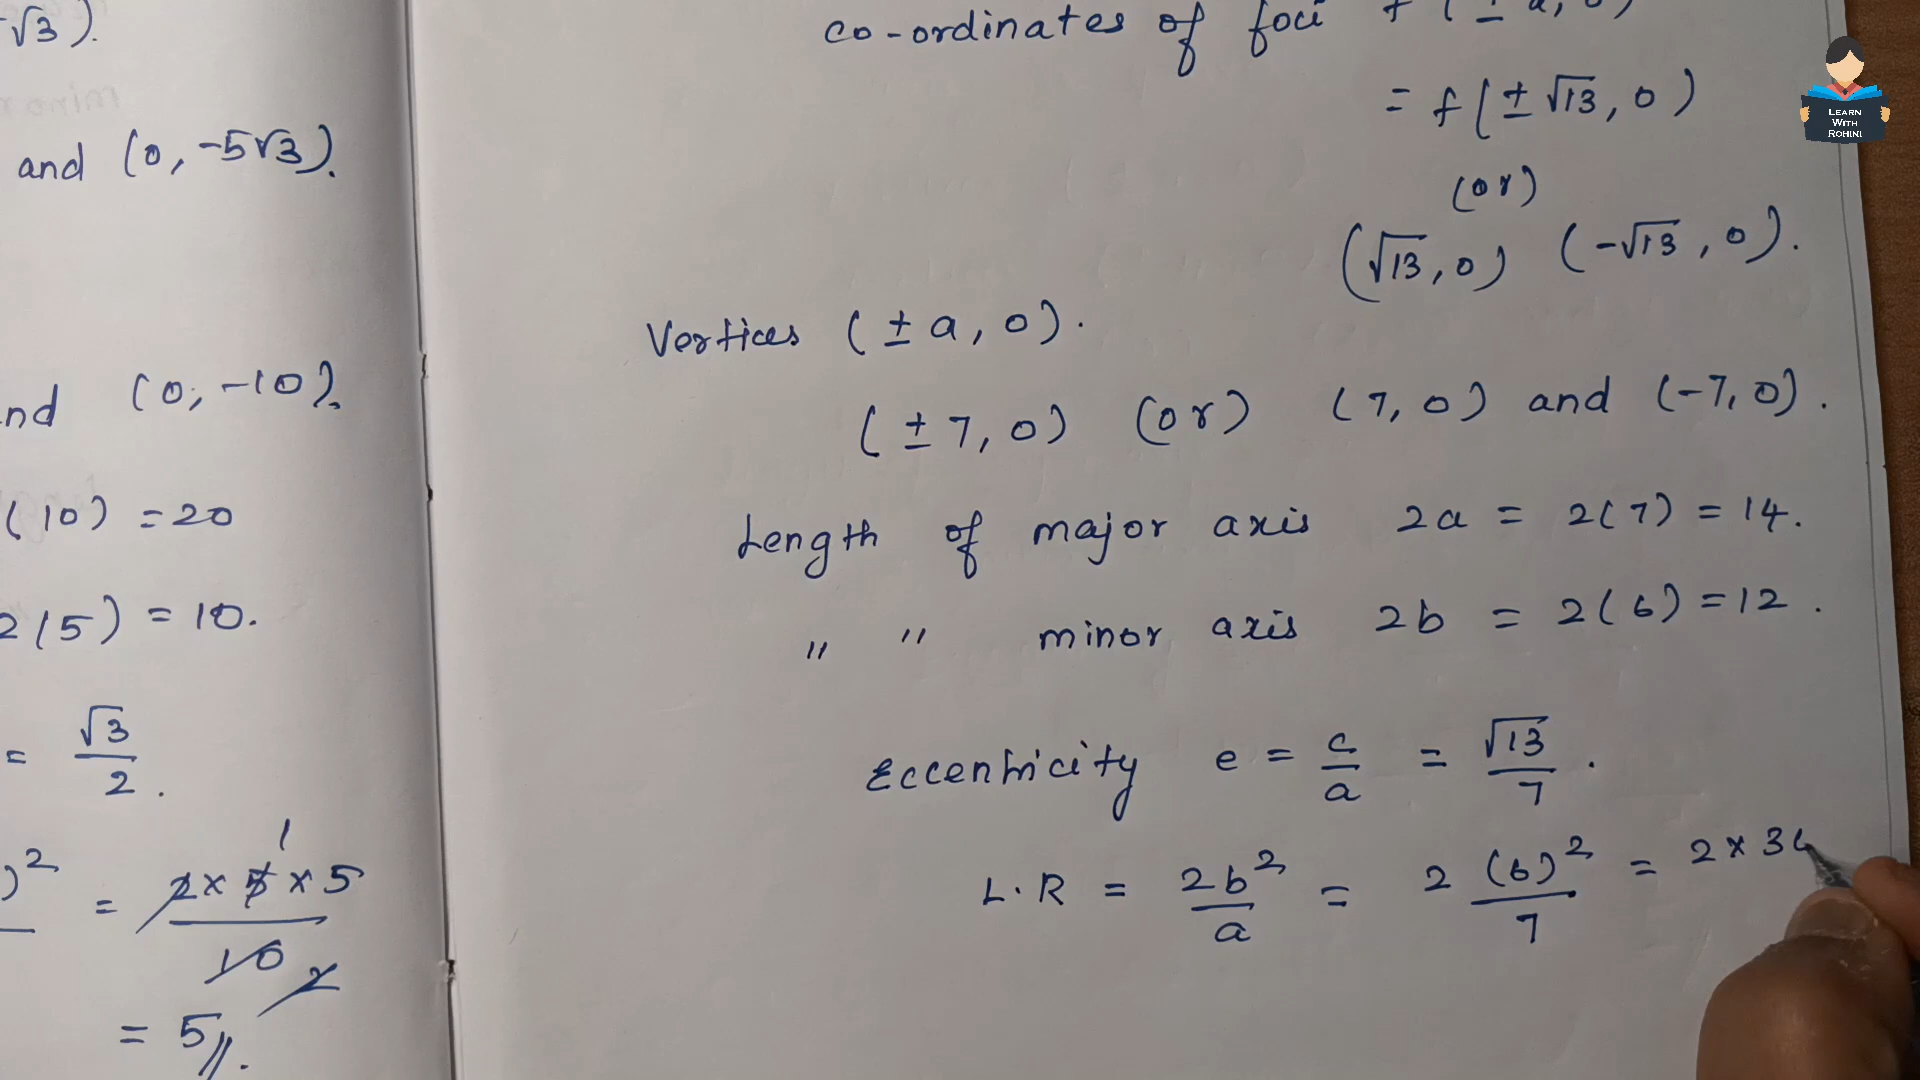 -√3).
and (0, -5√3).
nd (0, -10).
(10) = 20
2(5) = 10.
= √3/2.
)² = 2×5×5/10
1
2
= 5//.
co-ordinates of foci f(± a, 0)
= f(±√13, 0)
(or)
(√13, 0) (-√13, 0).
Vertices (± a, 0).
(± 7, 0) (or) (7, 0) and (-7, 0).
Length of major axis 2a = 2(7) = 14.
,, ,, minor axis 2b = 2(6) = 12.
Eccentricity e = c/a = √13/7.
L.R = 2b²/a = 2(6)²/7 = 2 × 36
LEARN
WITH
ROHINI